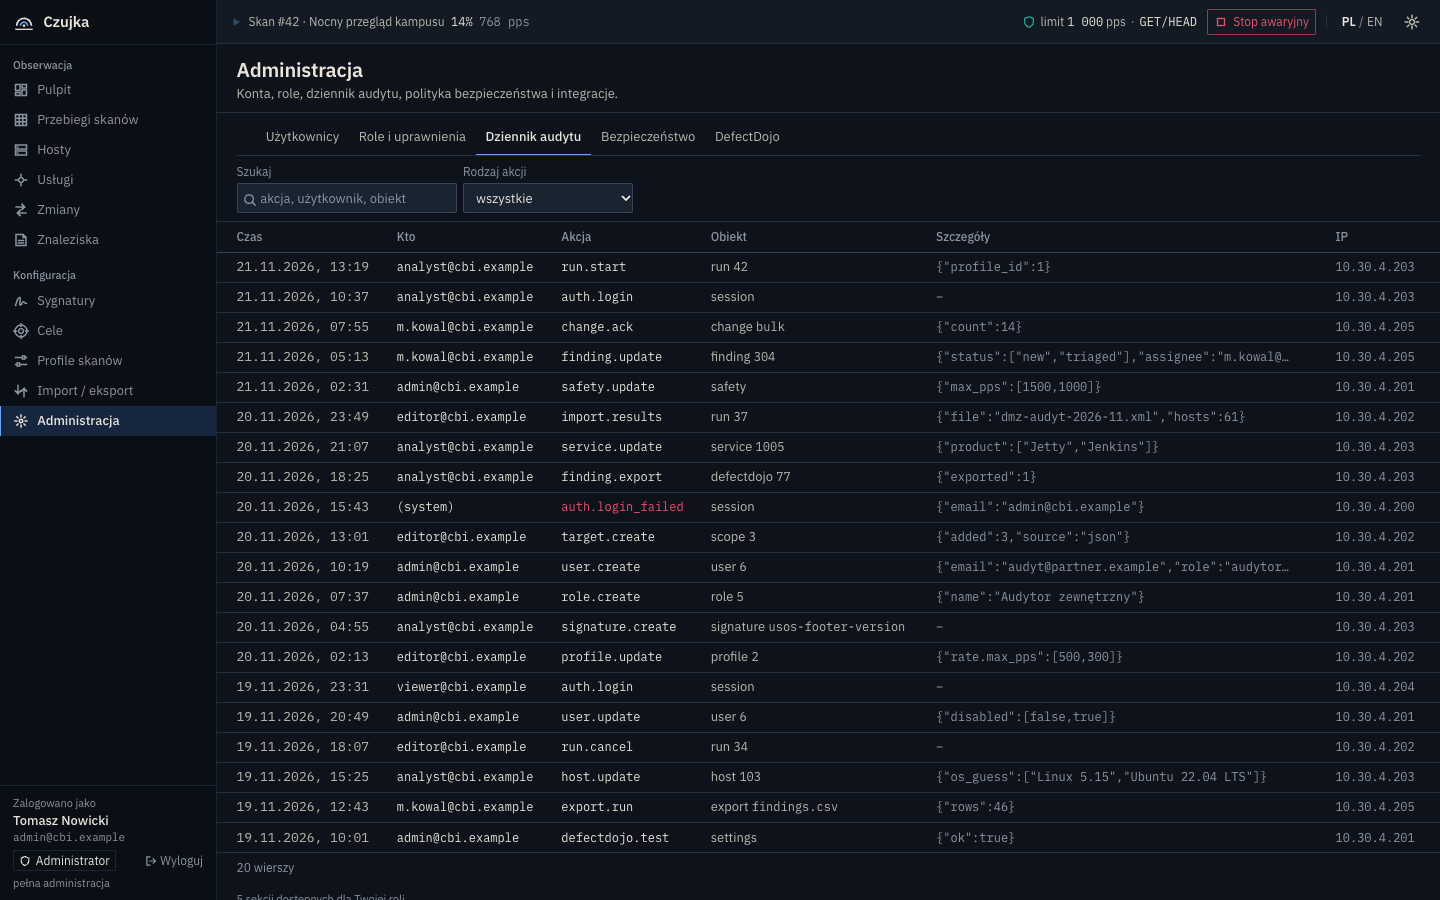 Czujka
Skan #42 · Nocny przegląd kampusu 14% 768 pps
limit 1 000 pps · GET/HEAD
Stop awaryjny
PL / EN
Obserwacja
Pulpit
Przebiegi skanów
Hosty
Usługi
Zmiany
Znaleziska
Konfiguracja
Sygnatury
Cele
Profile skanów
Import / eksport
Administracja
Zalogowano jako
Tomasz Nowicki
admin@cbi.example
Administrator
Wyloguj
pełna administracja
Administracja
Konta, role, dziennik audytu, polityka bezpieczeństwa i integracje.
Użytkownicy Role i uprawnienia Dziennik audytu Bezpieczeństwo DefectDojo
Szukaj Rodzaj akcji
akcja, użytkownik, obiekt wszystkie
Czas Kto Akcja Obiekt Szczegóły IP
21.11.2026, 13:19 analyst@cbi.example run.start run 42 {"profile_id":1} 10.30.4.203
21.11.2026, 10:37 analyst@cbi.example auth.login session – 10.30.4.203
21.11.2026, 07:55 m.kowal@cbi.example change.ack change bulk {"count":14} 10.30.4.205
21.11.2026, 05:13 m.kowal@cbi.example finding.update finding 304 {"status":["new","triaged"],"assignee":"m.kowal@… 10.30.4.205
21.11.2026, 02:31 admin@cbi.example safety.update safety {"max_pps":[1500,1000]} 10.30.4.201
20.11.2026, 23:49 editor@cbi.example import.results run 37 {"file":"dmz-audyt-2026-11.xml","hosts":61} 10.30.4.202
20.11.2026, 21:07 analyst@cbi.example service.update service 1005 {"product":["Jetty","Jenkins"]} 10.30.4.203
20.11.2026, 18:25 analyst@cbi.example finding.export defectdojo 77 {"exported":1} 10.30.4.203
20.11.2026, 15:43 (system) auth.login_failed session {"email":"admin@cbi.example"} 10.30.4.200
20.11.2026, 13:01 editor@cbi.example target.create scope 3 {"added":3,"source":"json"} 10.30.4.202
20.11.2026, 10:19 admin@cbi.example user.create user 6 {"email":"audyt@partner.example","role":"audytor… 10.30.4.201
20.11.2026, 07:37 admin@cbi.example role.create role 5 {"name":"Audytor zewnętrzny"} 10.30.4.201
20.11.2026, 04:55 analyst@cbi.example signature.create signature usos-footer-version – 10.30.4.203
20.11.2026, 02:13 editor@cbi.example profile.update profile 2 {"rate.max_pps":[500,300]} 10.30.4.202
19.11.2026, 23:31 viewer@cbi.example auth.login session – 10.30.4.204
19.11.2026, 20:49 admin@cbi.example user.update user 6 {"disabled":[false,true]} 10.30.4.201
19.11.2026, 18:07 editor@cbi.example run.cancel run 34 – 10.30.4.202
19.11.2026, 15:25 analyst@cbi.example host.update host 103 {"os_guess":["Linux 5.15","Ubuntu 22.04 LTS"]} 10.30.4.203
19.11.2026, 12:43 m.kowal@cbi.example export.run export findings.csv {"rows":46} 10.30.4.205
19.11.2026, 10:01 admin@cbi.example defectdojo.test settings {"ok":true} 10.30.4.201
20 wierszy
5 sekcji dostępnych dla Twojej roli